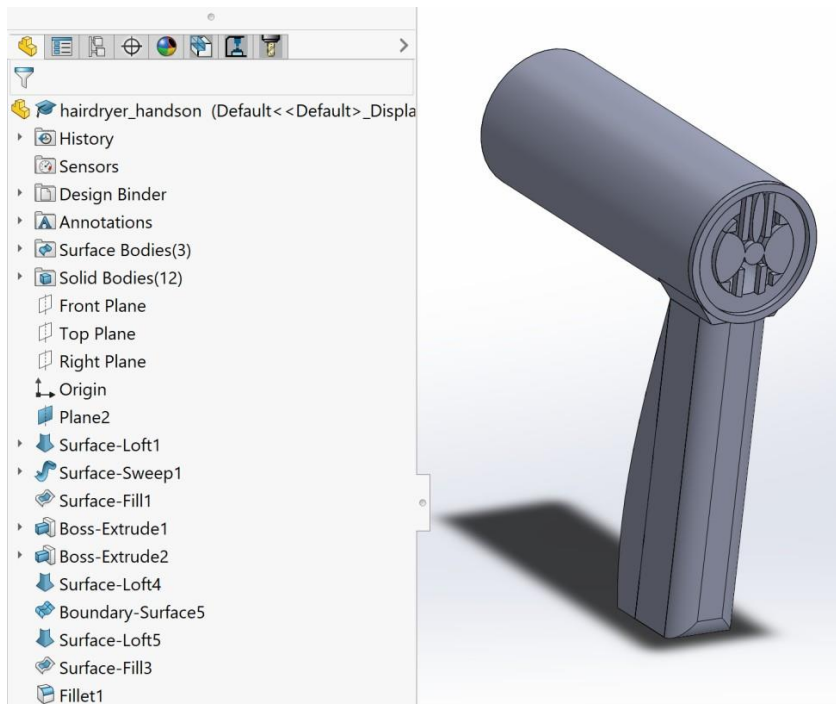 hairdryer_handson (Default<<Default>_Displa
History
Sensors
Design Binder
Annotations
Surface Bodies(3)
Solid Bodies(12)
Front Plane
Top Plane
Right Plane
Origin
Plane2
Surface-Loft1
Surface-Sweep1
Surface-Fill1
Boss-Extrude1
Boss-Extrude2
Surface-Loft4
Boundary-Surface5
Surface-Loft5
Surface-Fill3
Fillet1